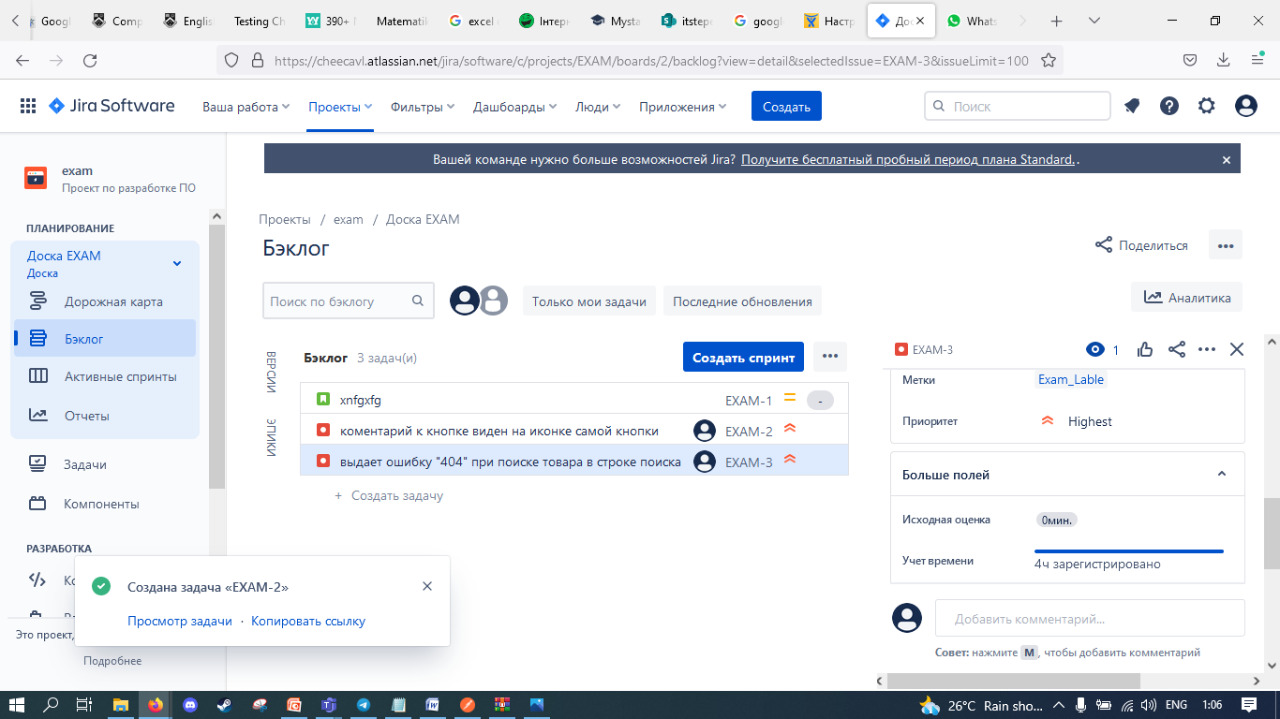 Googl
Comp
Englis
Testing Ch
390+ I
Matematik
excel
Інтерн
Mysta
itstepe
googl
Настр
До
Whats
https://cheecavl.atlassian.net/jira/software/c/projects/EXAM/boards/2/backlog?view=detail&selectedIssue=EXAM-3&issueLimit=100
Jira Software
Ваша работа
Проекты
Фильтры
Дашборды
Люди
Приложения
Создать
Поиск
Вашей команде нужно больше возможностей Jira? Получите бесплатный пробный период плана Standard. .
exam
Проект по разработке ПО
ПЛАНИРОВАНИЕ
Доска EXAM
Доска
Дорожная карта
Бэклог
Активные спринты
Отчеты
Задачи
Компоненты
РАЗРАБОТКА
Это проект,
Подробнее
Проекты / exam / Доска EXAM
Бэклог
Поделиться
Поиск по бэклогу
Только мои задачи
Последние обновления
Аналитика
ВЕРСИИ
ЭПИКИ
Бэклог 3 задач(и)
Создать спринт
xnfgxfg EXAM-1 -
коментарий к кнопке виден на иконке самой кнопки EXAM-2
выдает ошибку "404" при поиске товара в строке поиска EXAM-3
+ Создать задачу
EXAM-3
1
Метки Exam_Lable
Приоритет Highest
Больше полей
Исходная оценка 0мин.
Учет времени
4ч зарегистрировано
Добавить комментарий...
Совет: нажмите M, чтобы добавить комментарий
Создана задача «EXAM-2»
Просмотр задачи · Копировать ссылку
26°C Rain sho...
ENG
1:06